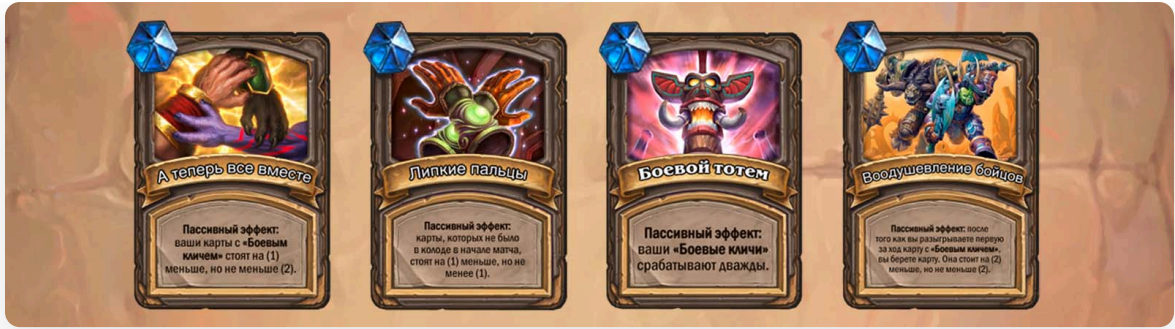 А теперь все вместе
Пассивный эффект:
ваши карты с «Боевым
кличем» стоят на (1)
меньше, но не меньше (2).
Липкие пальцы
Пассивный эффект:
карты, которых не было
в колоде в начале матча,
стоят на (1) меньше, но не
менее (1).
Боевой тотем
Пассивный эффект:
ваши «Боевые кличи»
срабатывают дважды.
Воодушевление бойцов
Пассивный эффект: после
того как вы разыгрываете первую
за ход карту с «Боевым кличем»,
вы берете карту. Она стоит на (2)
меньше, но не меньше (2).